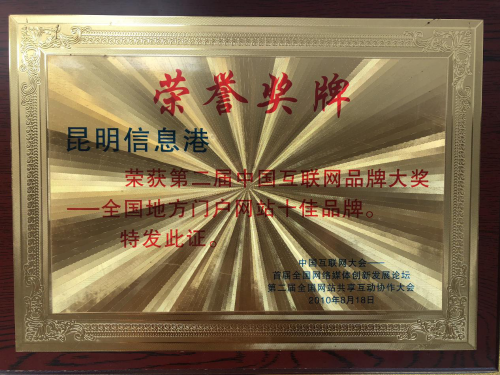 荣誉奖牌
昆明信息港
荣获第二届中国互联网品牌大奖
——全国地方门户网站十佳品牌。
特发此证。
中国互联网大会——
首届全国网络媒体创新发展论坛
第二届全国网站共享互动协作大会
2010年8月18日